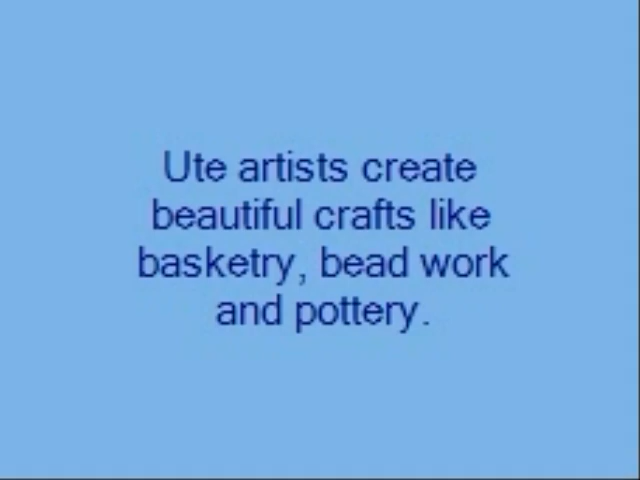 Ute artists create
beautiful crafts like
basketry, bead work
and pottery.